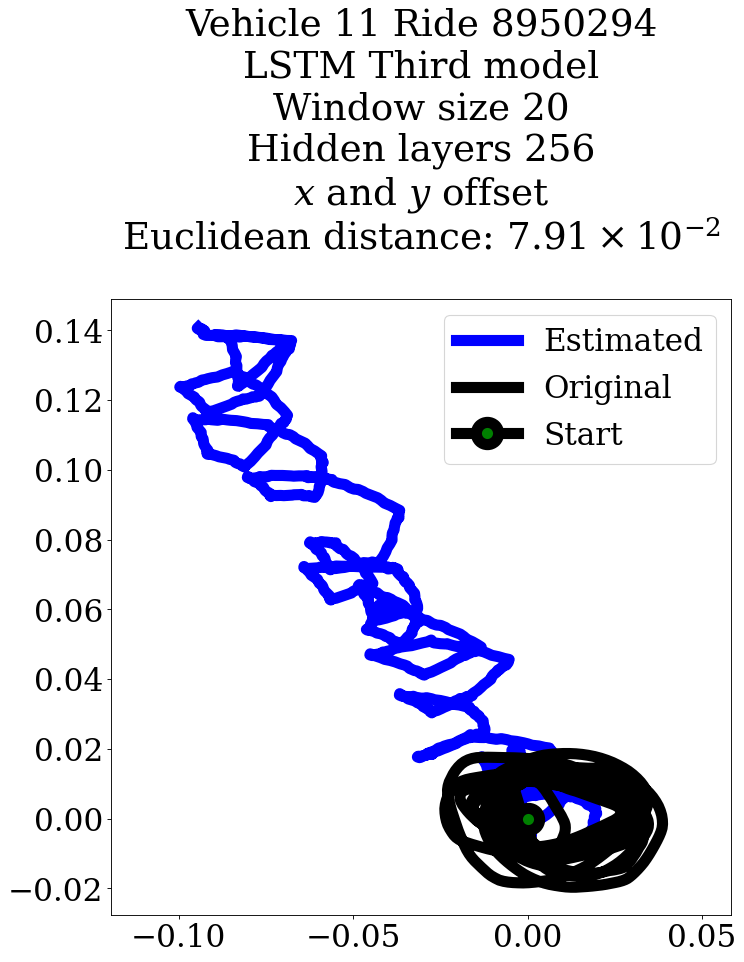 Vehicle 11 Ride 8950294
LSTM Third model
Window size 20
Hidden layers 256
x and y offset
Euclidean distance: 7.91 × 10⁻²
Estimated
Original
Start
0.14
0.12
0.10
0.08
0.06
0.04
0.02
0.00
−0.02
−0.10
−0.05
0.00
0.05